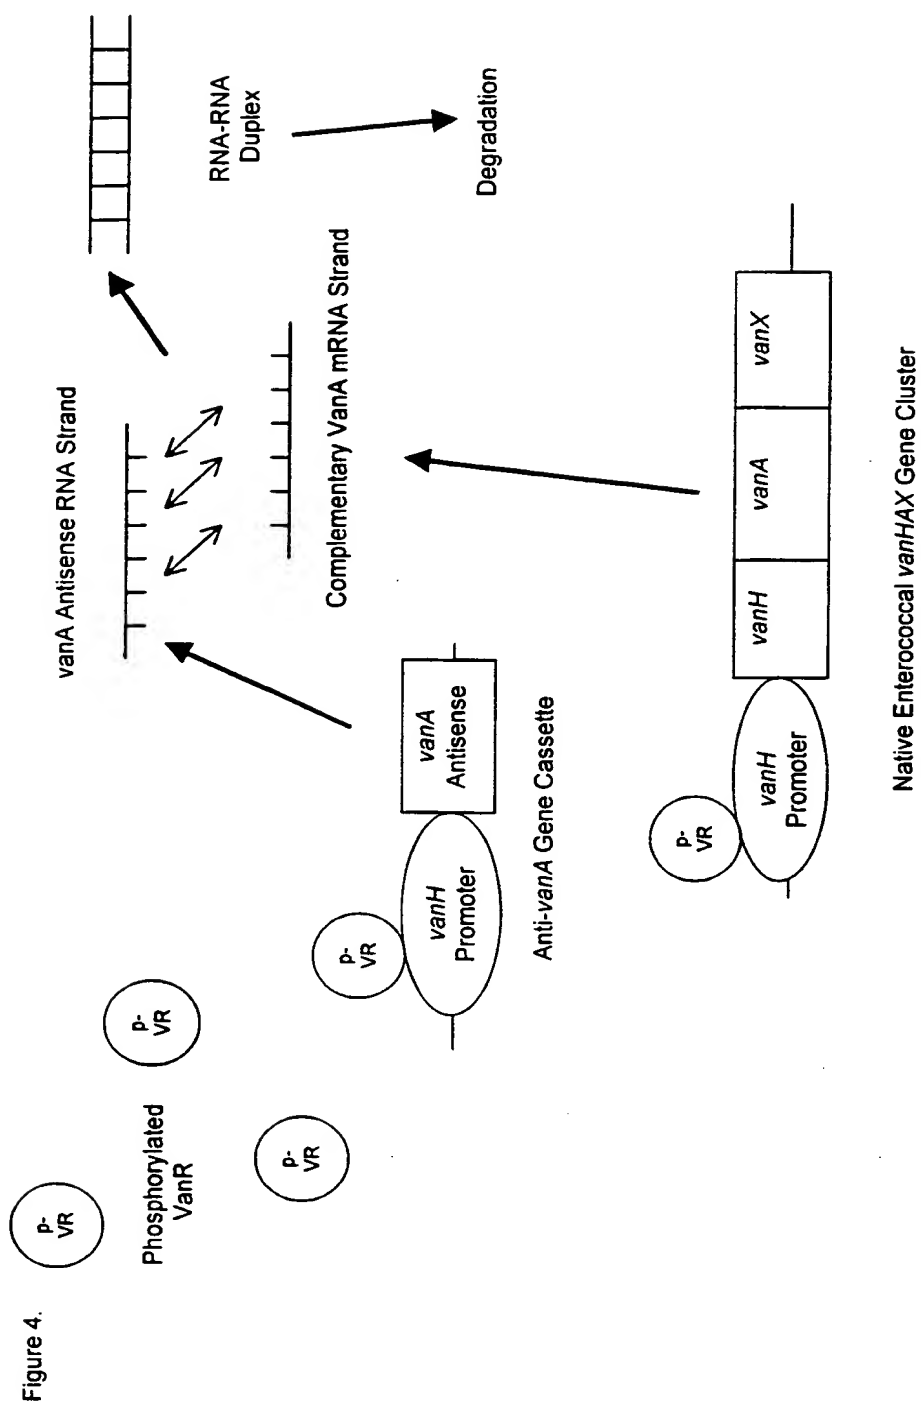 Figure 4.
p-
VR
Phosphorylated
VanR
p-
VR
p-
VR
vanA Antisense RNA Strand
Complementary VanA mRNA Strand
RNA-RNA
Duplex
Degradation
p-
VR
vanH
Promoter
vanA
Antisense
Anti-vanA Gene Cassette
p-
VR
vanH
Promoter
vanH
vanA
vanX
Native Enterococcal vanHAX Gene Cluster